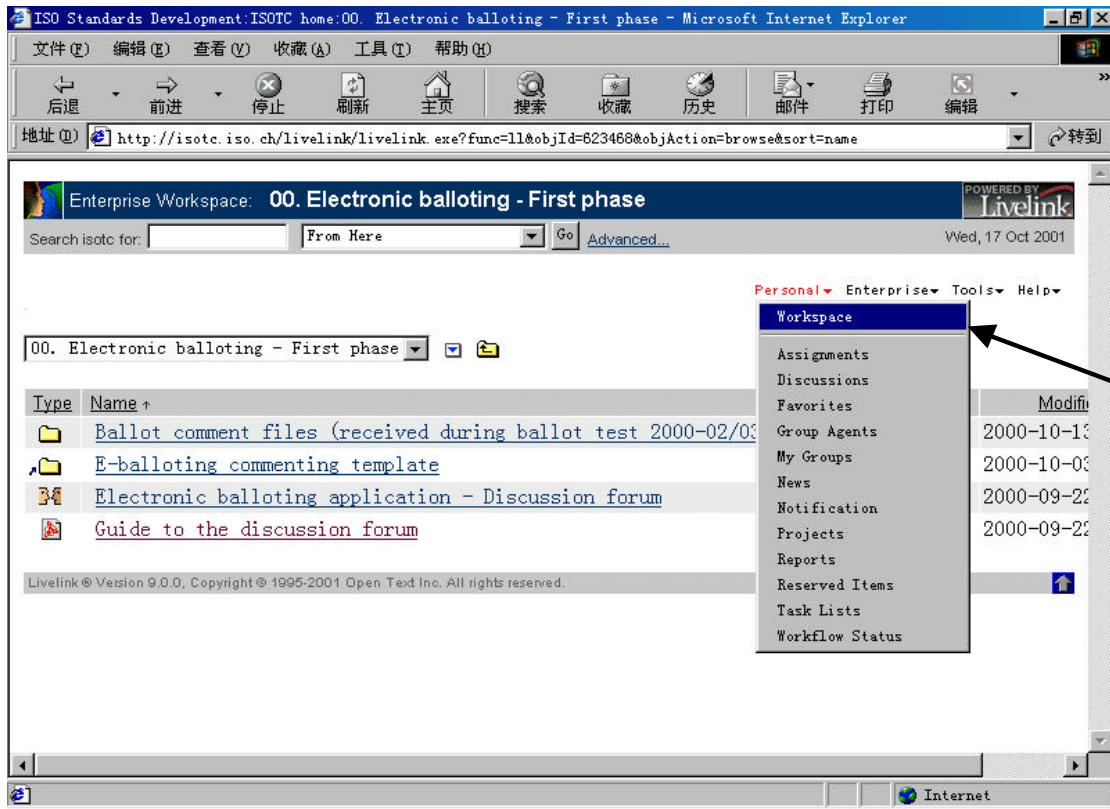 ISO Standards Development:ISOTC home:00. Electronic balloting - First phase - Microsoft Internet Explorer
文件(F) 编辑(E) 查看(V) 收藏(A) 工具(T) 帮助(H)
后退 前进 停止 刷新 主页 搜索 收藏 历史 邮件 打印 编辑 »
地址(D) http://isotc.iso.ch/livelink/livelink.exe?func=ll&objId=623468&objAction=browse&sort=name 转到
Enterprise Workspace: 00. Electronic balloting - First phase POWERED BY Livelink
Search isotc for: From Here Go Advanced... Wed, 17 Oct 2001
Personal Enterprise Tools Help
Workspace
00. Electronic balloting - First phase
Assignments
Discussions
Favorites
Group Agents
My Groups
News
Notification
Projects
Reports
Reserved Items
Task Lists
Workflow Status
Type Name Modifi
Ballot comment files (received during ballot test 2000-02/03 2000-10-13
E-balloting commenting template 2000-10-03
Electronic balloting application - Discussion forum 2000-09-22
Guide to the discussion forum 2000-09-22
Livelink ® Version 9.0.0, Copyright © 1995-2001 Open Text Inc. All rights reserved.
Internet